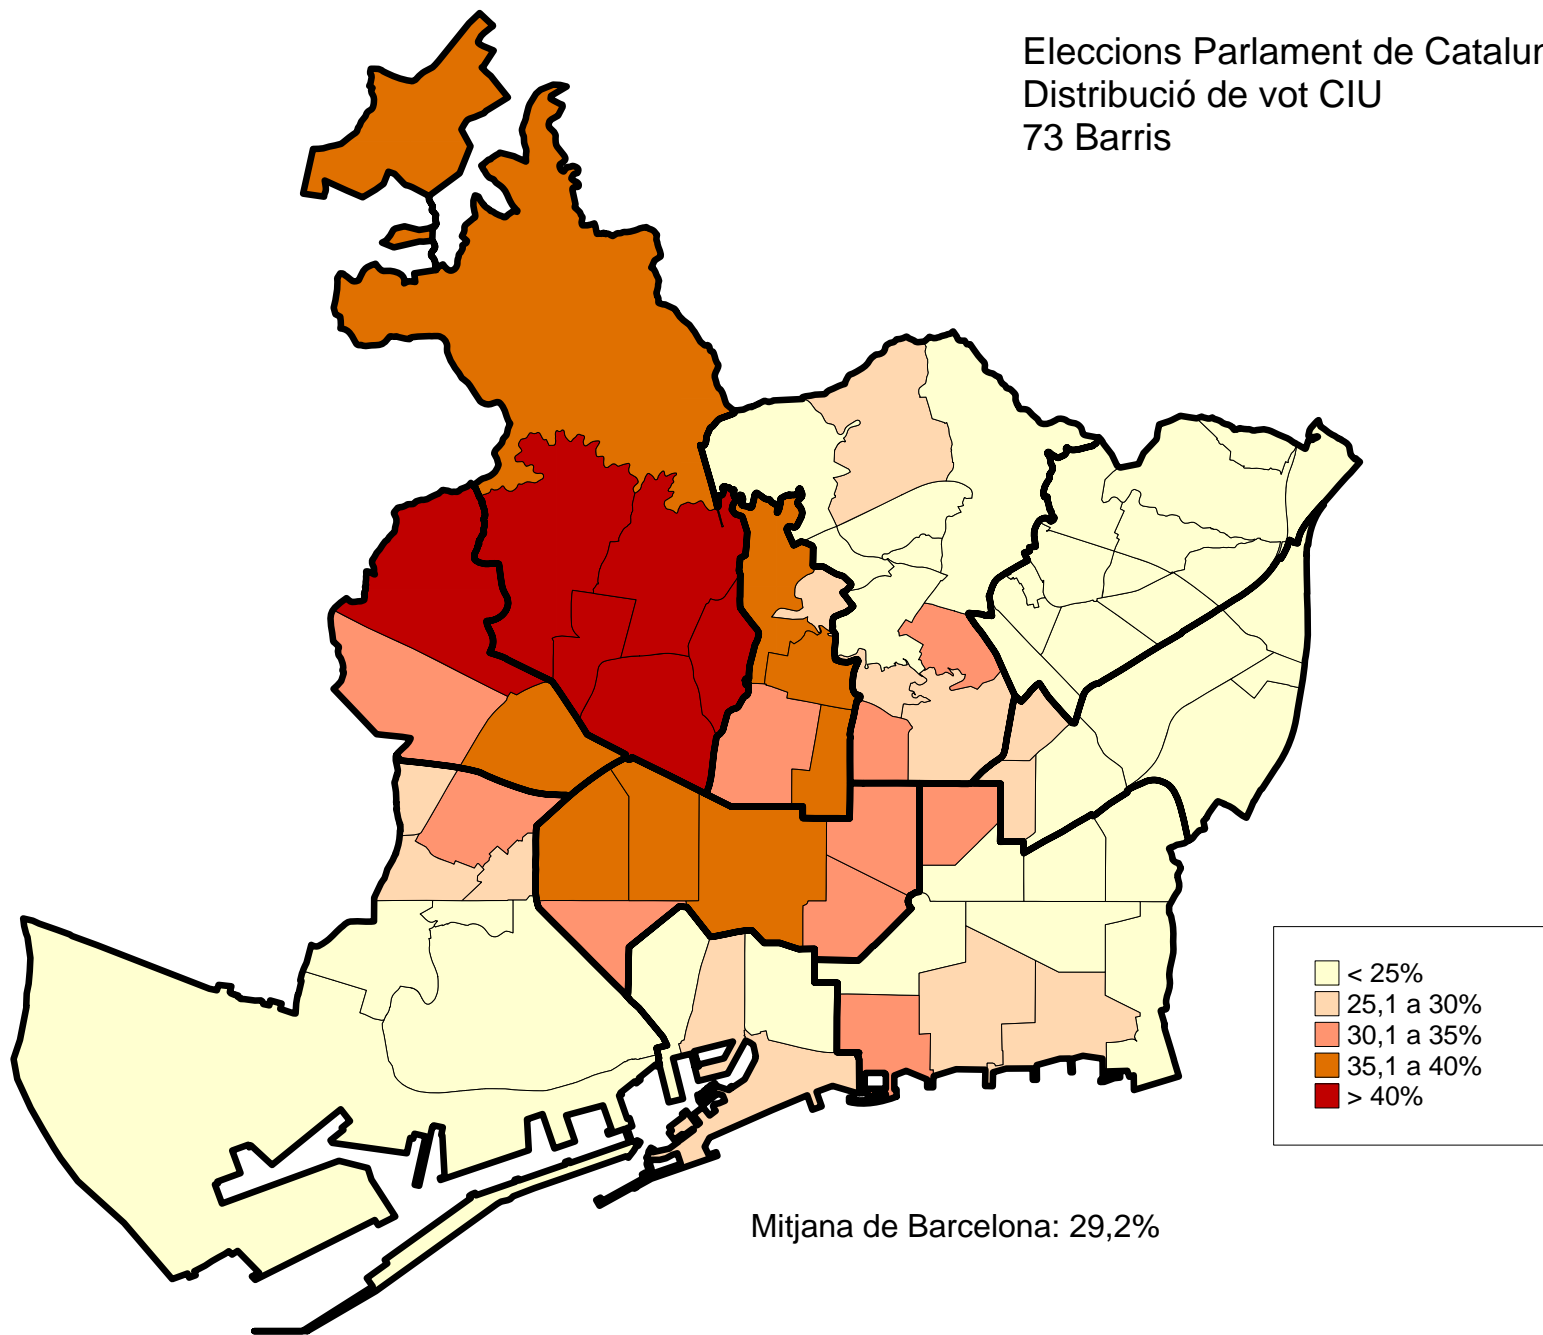 Eleccions Parlament de Catalun
Distribució de vot CIU
73 Barris
< 25%
25,1 a 30%
30,1 a 35%
35,1 a 40%
> 40%
Mitjana de Barcelona: 29,2%